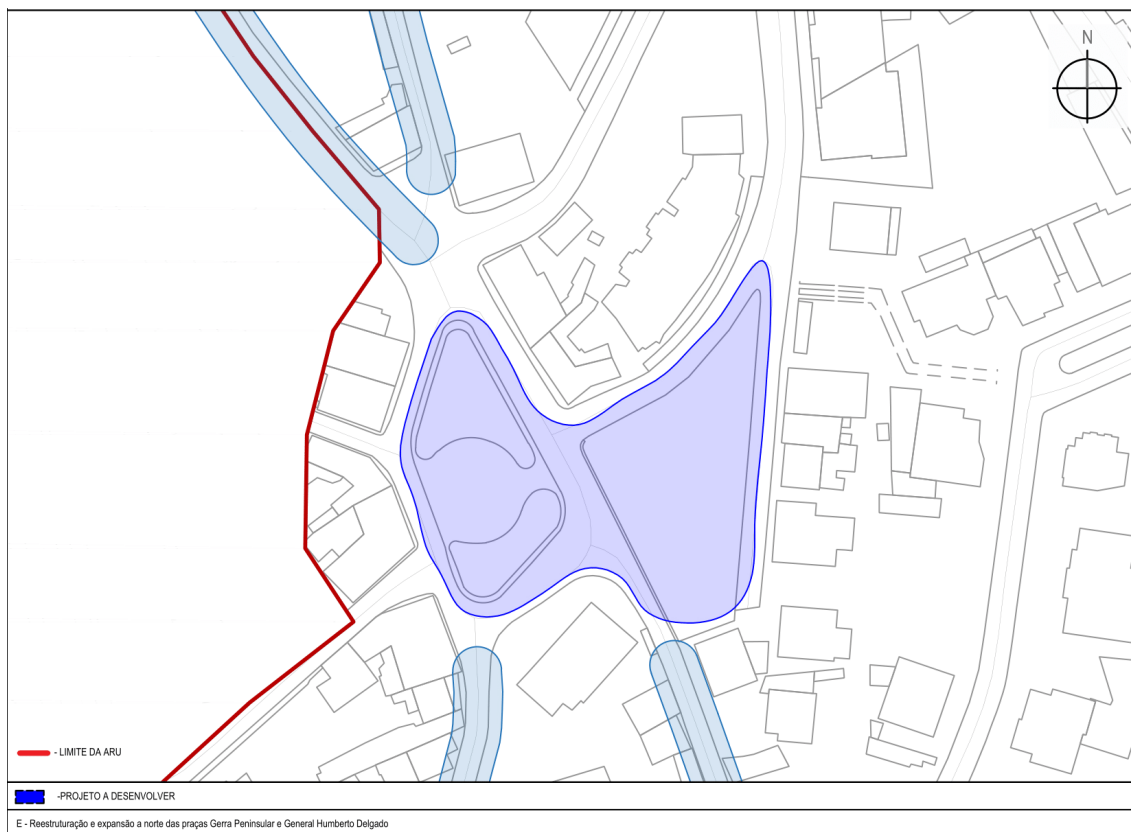 N
- LIMITE DA ARU
-PROJETO A DESENVOLVER
E - Reestruturação e expansão a norte das praças Gerra Peninsular e General Humberto Delgado